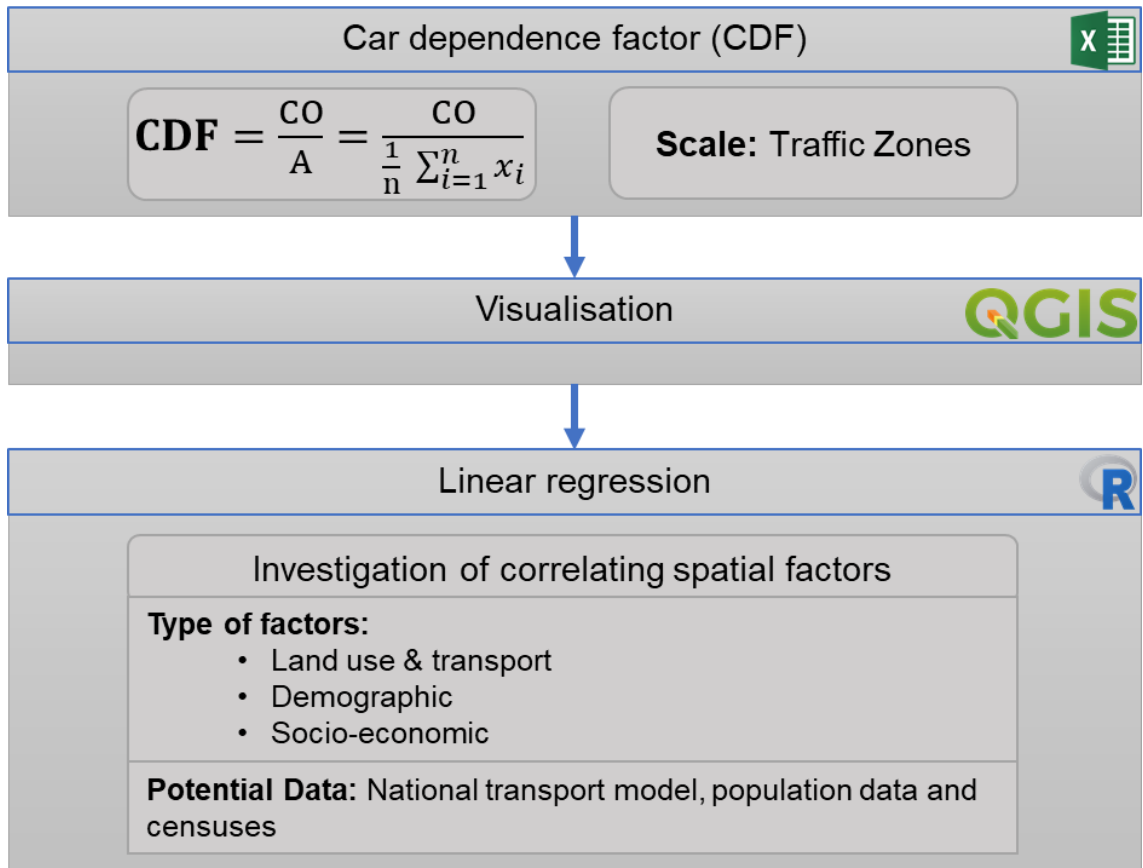 Car dependence factor (CDF)
X
CDF = CO/A = CO/(1/n ∑_{i=1}^{n} x_i)
Scale: Traffic Zones
Visualisation
QGIS
Linear regression
R
Investigation of correlating spatial factors
Type of factors:
• Land use & transport
• Demographic
• Socio-economic
Potential Data: National transport model, population data and
censuses